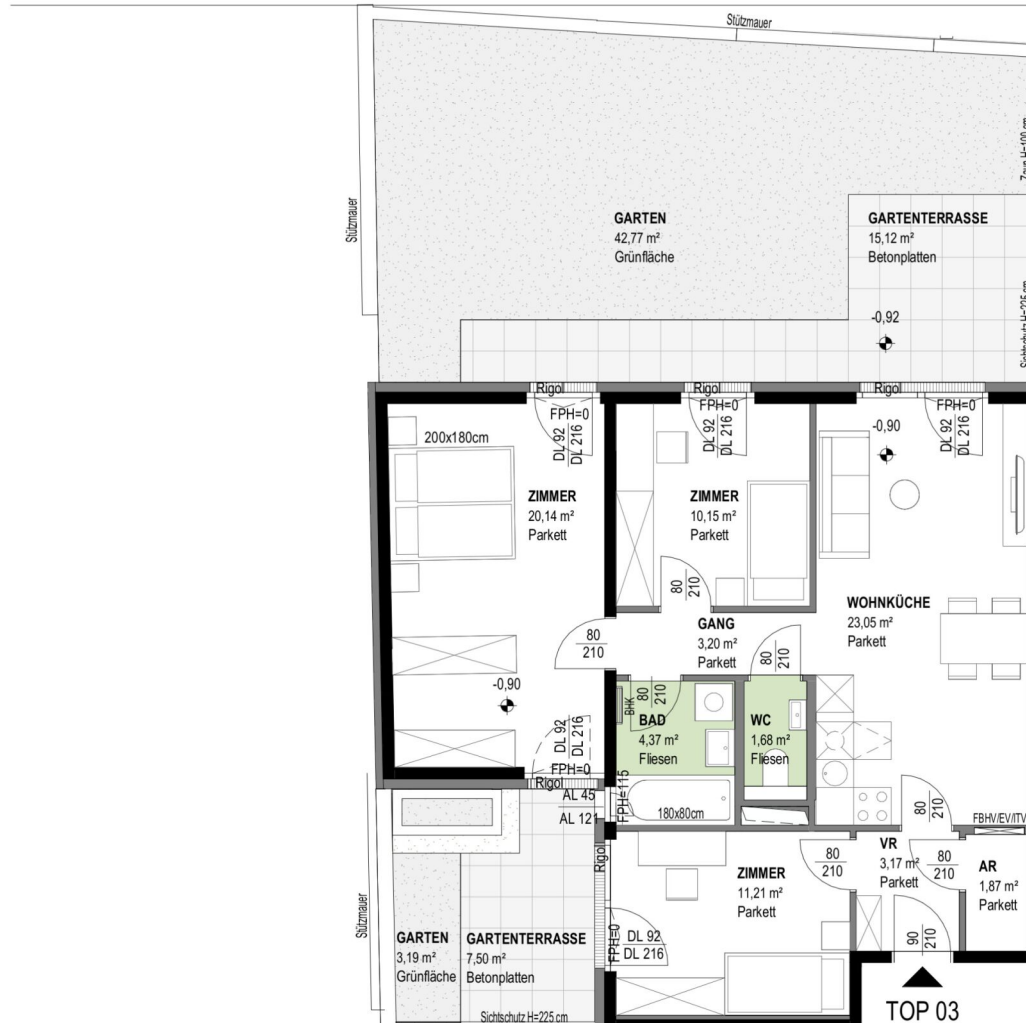 Stützmauer
Stützmauer
Zaun H=100 cm
GARTEN
42,77 m²
Grünfläche
GARTENTERRASSE
15,12 m²
Betonplatten
-0,92
Sichtschutz H=225 cm
Rigol
Rigol
Rigol
FPH=0
DL 92
DL 216
FPH=0
DL 92
DL 216
FPH=0
DL 92
DL 216
-0,90
200x180cm
ZIMMER
20,14 m²
Parkett
ZIMMER
10,15 m²
Parkett
80
210
WOHNKÜCHE
23,05 m²
Parkett
GANG
3,20 m²
Parkett
80
210
80
210
-0,90
BHK
80
210
BAD
4,37 m²
Fliesen
WC
1,68 m²
Fliesen
DL 92
DL 216
FPH=0
Rigol
AL 45
AL 121
FPH=115
180x80cm
80
210
FBHV/EV/ITV
Stützmauer
Rigol
ZIMMER
11,21 m²
Parkett
80
210
VR
3,17 m²
Parkett
80
210
AR
1,87 m²
Parkett
GARTEN
3,19 m²
Grünfläche
GARTENTERRASSE
7,50 m²
Betonplatten
FPH=0
DL 92
DL 216
90
210
Sichtschutz H=225 cm
TOP 03